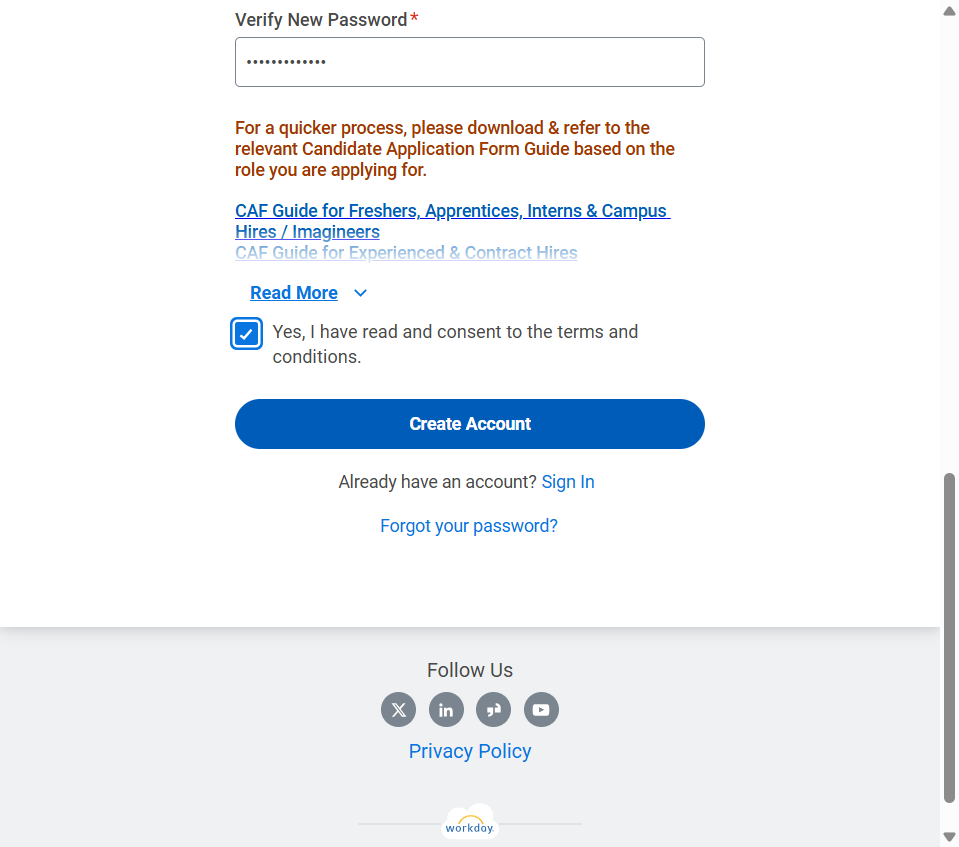 Verify New Password*
•••••••••••••
For a quicker process, please download & refer to the
relevant Candidate Application Form Guide based on the
role you are applying for.
CAF Guide for Freshers, Apprentices, Interns & Campus
Hires / Imagineers
CAF Guide for Experienced & Contract Hires
Read More
Yes, I have read and consent to the terms and
conditions.
Create Account
Already have an account? Sign In
Forgot your password?
Follow Us
Privacy Policy
workday.